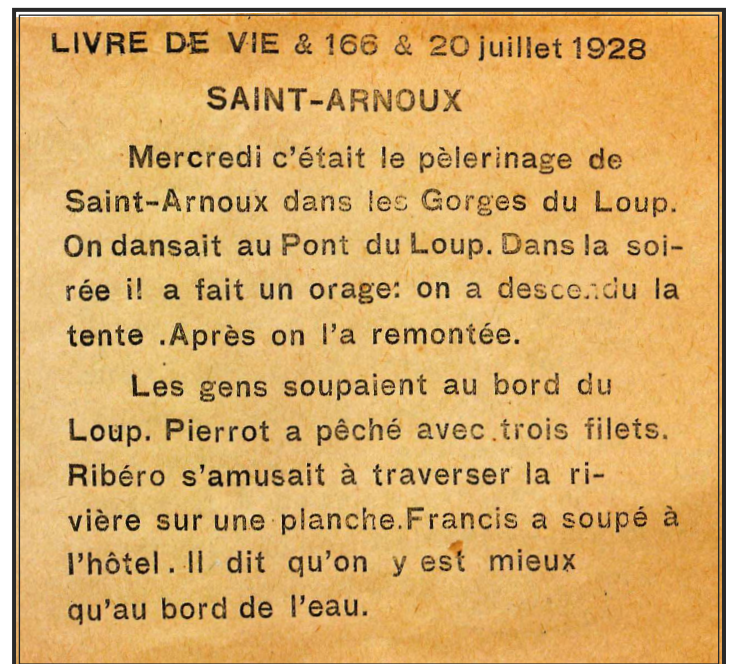 LIVRE DE VIE & 166 & 20 juillet 1928
SAINT-ARNOUX
Mercredi c'était le pèlerinage de
Saint-Arnoux dans les Gorges du Loup.
On dansait au Pont du Loup. Dans la soi-
rée il a fait un orage: on a descendu la
tente .Après on l'a remontée.
Les gens soupaient au bord du
Loup. Pierrot a pêché avec trois filets.
Ribéro s'amusait à traverser la ri-
vière sur une planche.Francis a soupé à
l'hôtel. Il dit qu'on y est mieux
qu'au bord de l'eau.